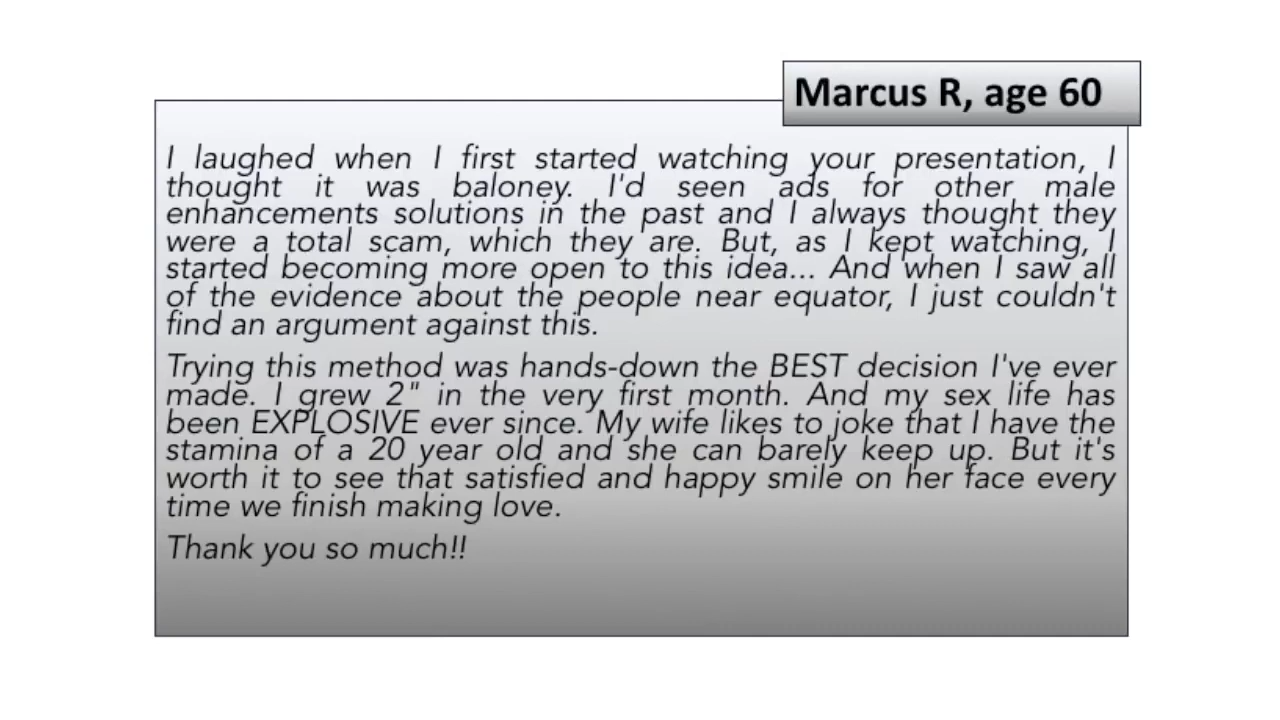 Marcus R, age 60
I laughed when I first started watching your presentation, I
thought it was baloney. I'd seen ads for other male
enhancements solutions in the past and I always thought they
were a total scam, which they are. But, as I kept watching, I
started becoming more open to this idea... And when I saw all
of the evidence about the people near equator, I just couldn't
find an argument against this.
Trying this method was hands-down the BEST decision I've ever
made. I grew 2" in the very first month. And my sex life has
been EXPLOSIVE ever since. My wife likes to joke that I have the
stamina of a 20 year old and she can barely keep up. But it's
worth it to see that satisfied and happy smile on her face every
time we finish making love.
Thank you so much!!